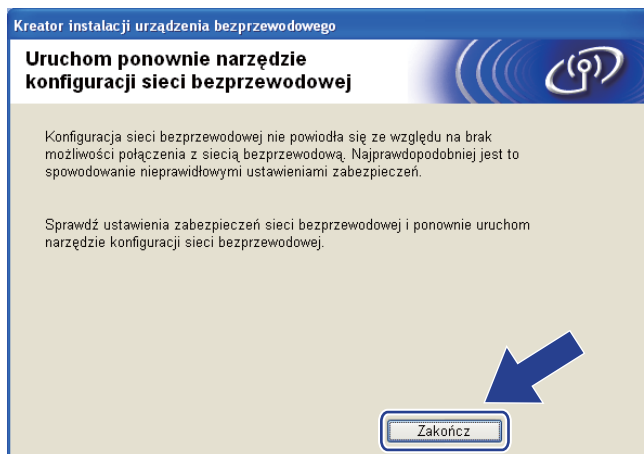 Kreator instalacji urządzenia bezprzewodowego
Uruchom ponownie narzędzie
konfiguracji sieci bezprzewodowej
Konfiguracja sieci bezprzewodowej nie powiodła się ze względu na brak
możliwości połączenia z siecią bezprzewodową. Najprawdopodobniej jest to
spowodowane nieprawidłowymi ustawieniami zabezpieczeń.
Sprawdź ustawienia zabezpieczeń sieci bezprzewodowej i ponownie uruchom
narzędzie konfiguracji sieci bezprzewodowej.
Zakończ